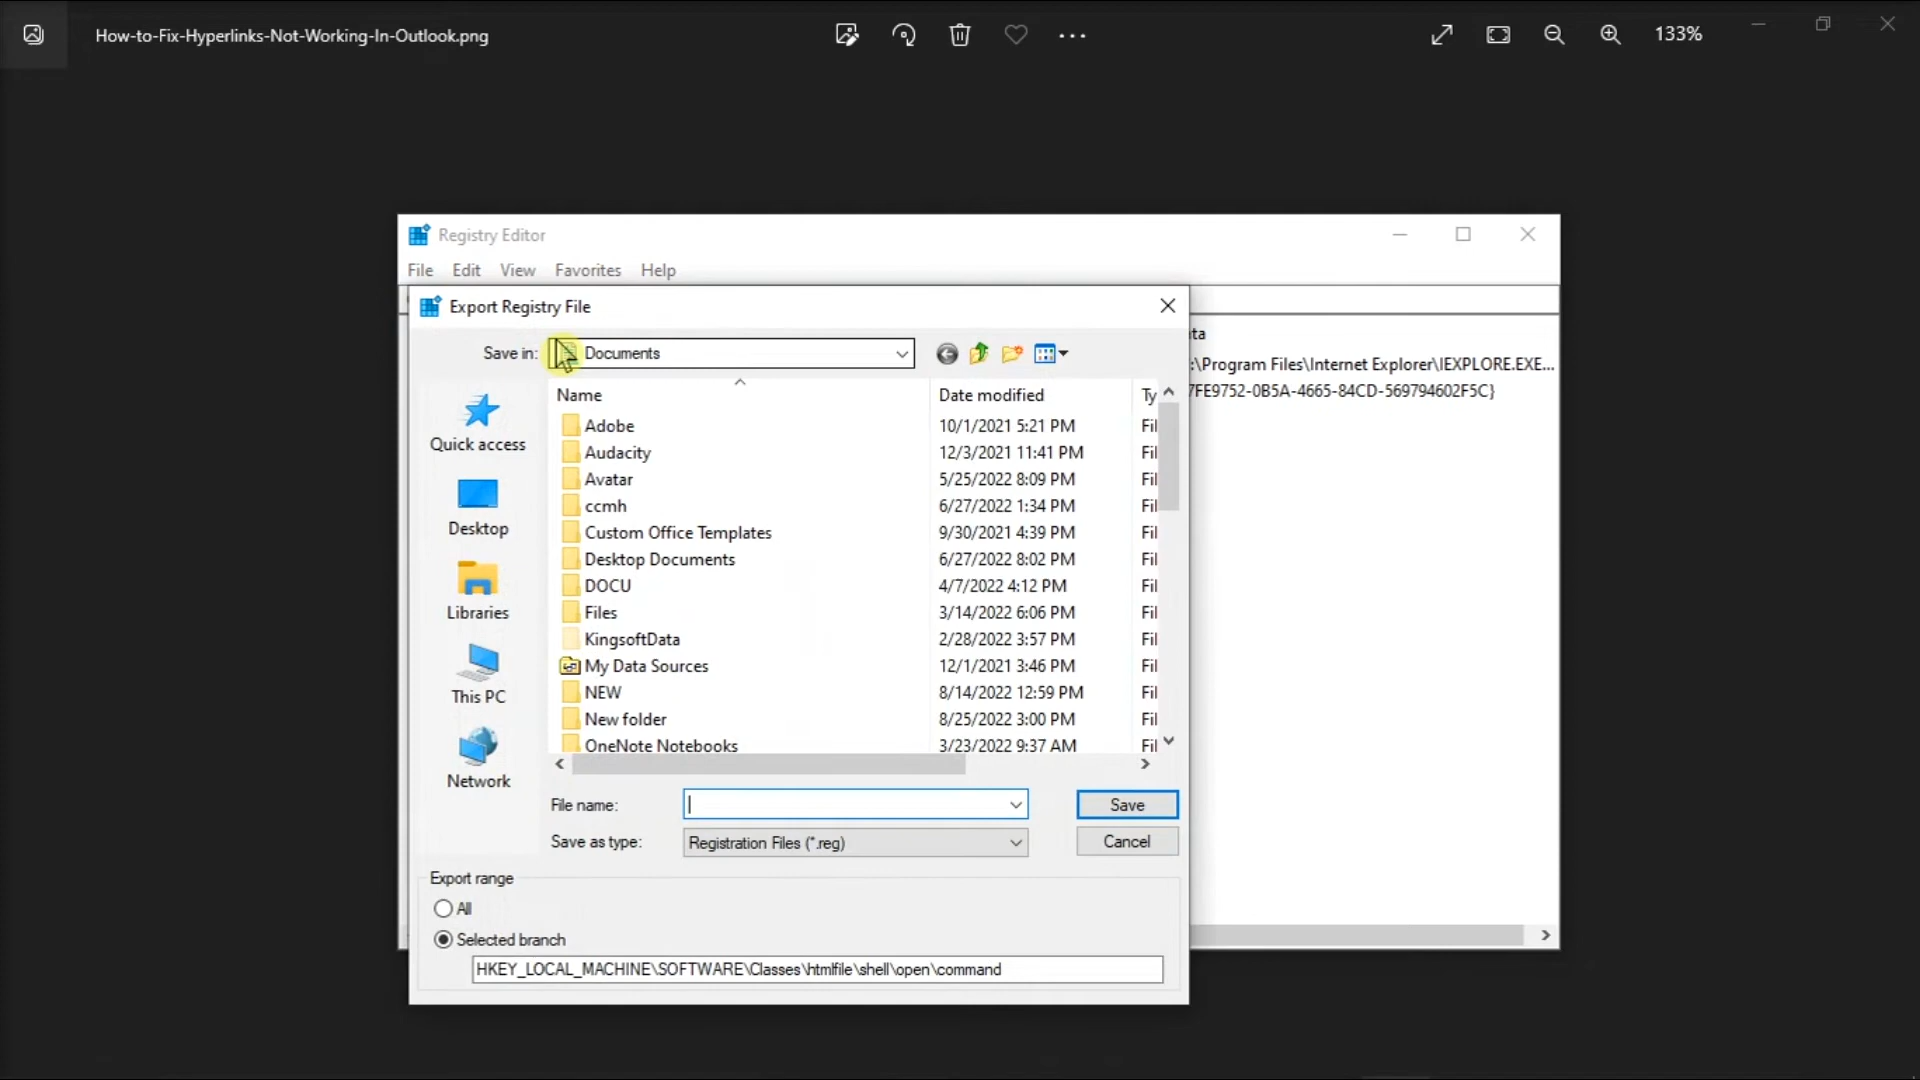 How-to-Fix-Hyperlinks-Not-Working-In-Outlook.png
133%
Registry Editor
File Edit View Favorites Help
Export Registry File
Save in: Documents
ta
Name Date modified Ty
:\Program Files\Internet Explorer\IEXPLORE.EXE...
7FE9752-0B5A-4665-84CD-569794602F5C}
Quick access
Desktop
Libraries
This PC
Network
Adobe 10/1/2021 5:21 PM Fil
Audacity 12/3/2021 11:41 PM Fil
Avatar 5/25/2022 8:09 PM Fil
ccmh 6/27/2022 1:34 PM Fil
Custom Office Templates 9/30/2021 4:39 PM Fil
Desktop Documents 6/27/2022 8:02 PM Fil
DOCU 4/7/2022 4:12 PM Fil
Files 3/14/2022 6:06 PM Fil
KingsoftData 2/28/2022 3:57 PM Fil
My Data Sources 12/1/2021 3:46 PM Fil
NEW 8/14/2022 12:59 PM Fil
New folder 8/25/2022 3:00 PM Fil
OneNote Notebooks 3/23/2022 9:37 AM Fil
File name: Save
Save as type: Registration Files (*.reg) Cancel
Export range
All
Selected branch
HKEY_LOCAL_MACHINE\SOFTWARE\Classes\htmlfile\shell\open\command